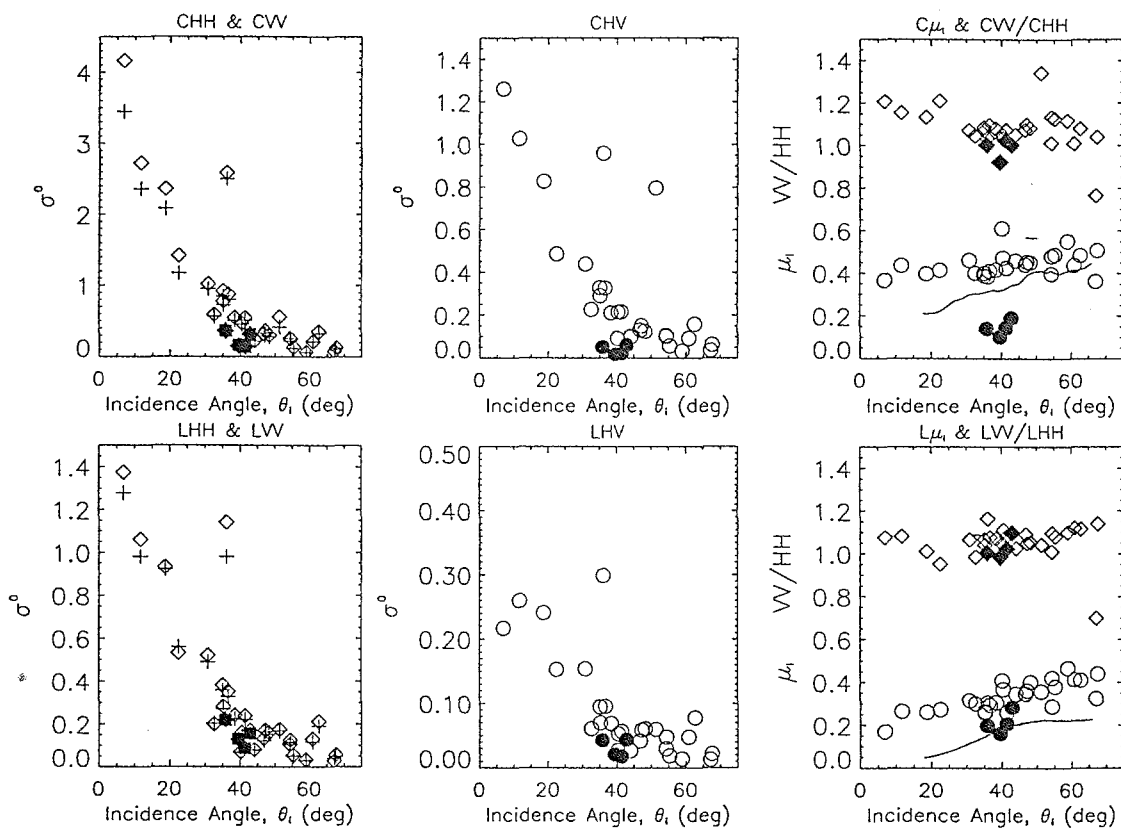 CHH & CVV
4
3
2
1
0
σ⁰
0 20 40 60
Incidence Angle, θᵢ (deg)
CHV
1.4
1.2
1.0
0.8
0.6
0.4
0.2
0.0
σ⁰
0 20 40 60
Incidence Angle, θᵢ (deg)
Cμ₁ & CVV/CHH
1.4
1.2
1.0
0.8
0.6
0.4
0.2
0.0
μ₁ VV/HH
0 20 40 60
Incidence Angle, θᵢ (deg)
LHH & LVV
1.4
1.2
1.0
0.8
0.6
0.4
0.2
0.0
σ⁰
0 20 40 60
Incidence Angle, θᵢ (deg)
LHV
0.50
0.40
0.30
0.20
0.10
0.00
σ⁰
0 20 40 60
Incidence Angle, θᵢ (deg)
Lμ₁ & LVV/LHH
1.4
1.2
1.0
0.8
0.6
0.4
0.2
0.0
μ₁ VV/HH
0 20 40 60
Incidence Angle, θᵢ (deg)